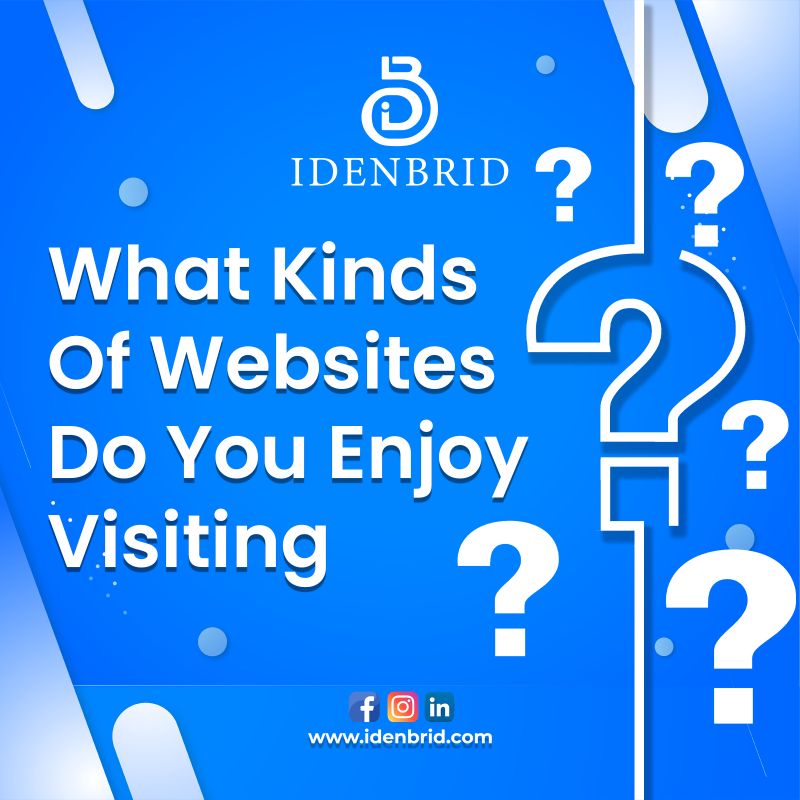 IDENBRID
What Kinds
Of Websites
Do You Enjoy
Visiting
www.idenbrid.com